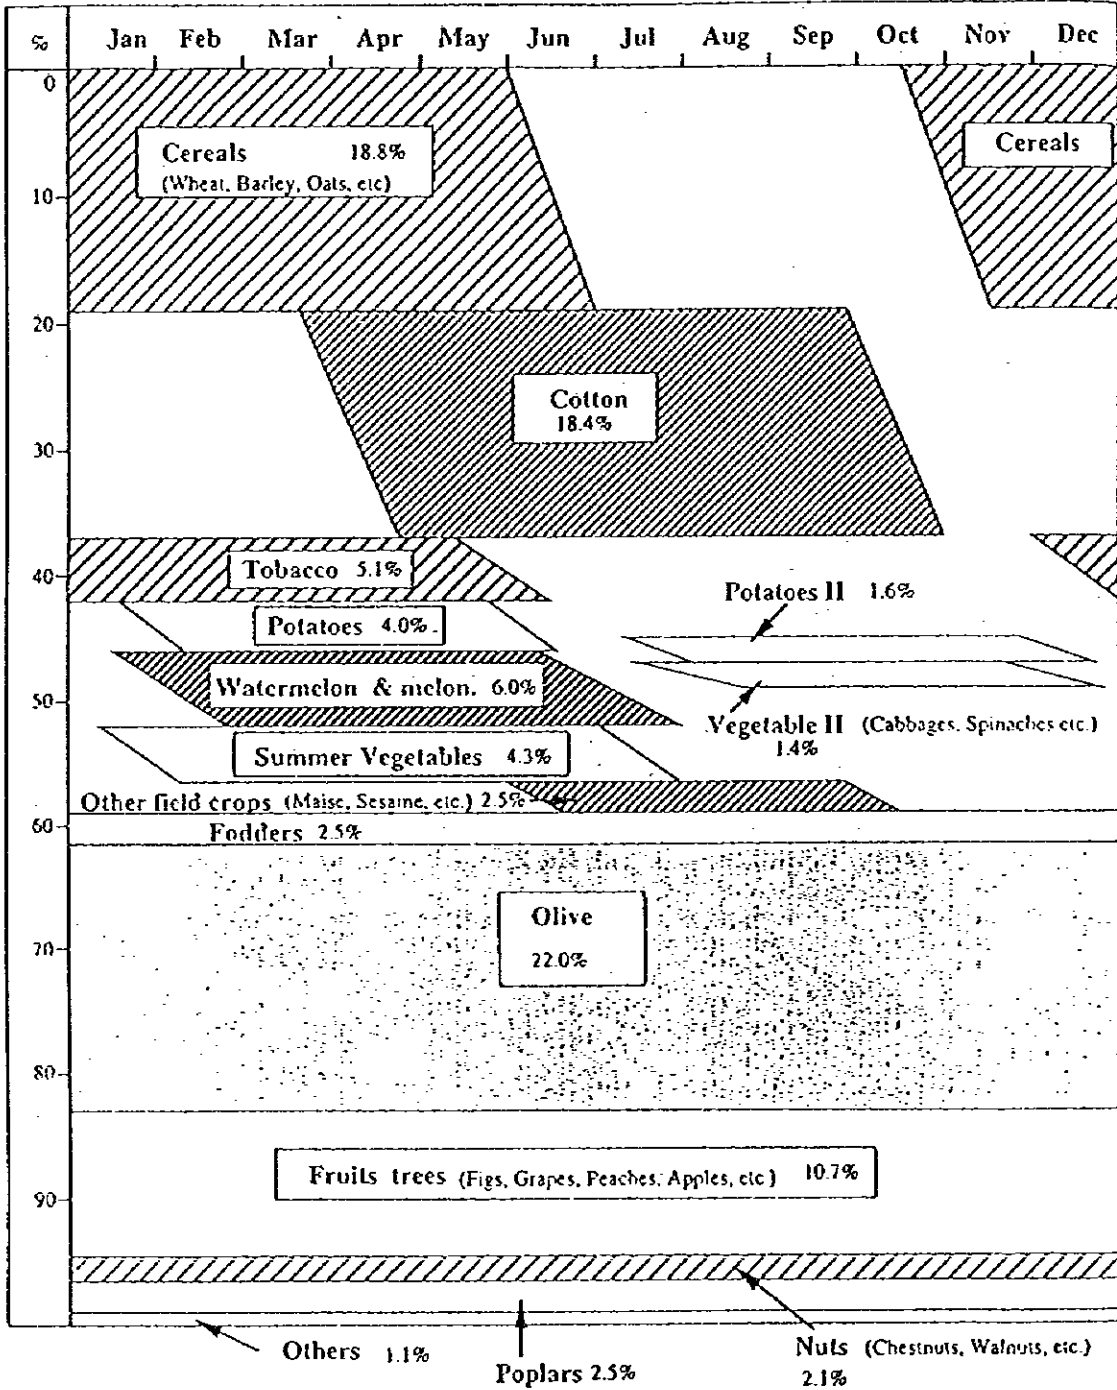 % Jan Feb Mar Apr May Jun Jul Aug Sep Oct Nov Dec
0
Cereals 18.8%
(Wheat, Barley, Oats, etc)
Cereals
10
20
Cotton
18.4%
30
Tobacco 5.1%
40
Potatoes II 1.6%
Potatoes 4.0%
Watermelon & melon. 6.0%
50
Vegetable II (Cabbages, Spinaches etc.)
1.4%
Summer Vegetables 4.3%
Other field crops (Maise, Sesame, etc.) 2.5%
60
Fodders 2.5%
Olive
22.0%
70
80
Fruits trees (Figs, Grapes, Peaches, Apples, etc) 10.7%
90
Others 1.1%
Poplars 2.5%
Nuts (Chestnuts, Walnuts, etc.)
2.1%